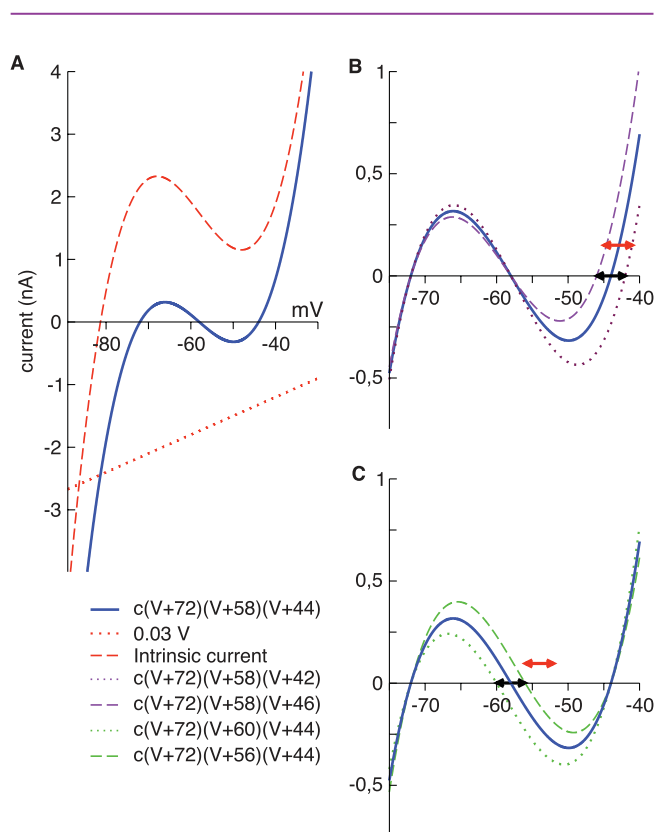 A
4
3
2
1
0
-1
-2
-3
current (nA)
-80
-60
-40
mV
B
1
0,5
0
-0,5
-70
-60
-50
-40
C
1
0,5
0
-0,5
-70
-60
-50
-40
c(V+72)(V+58)(V+44)
0.03 V
Intrinsic current
c(V+72)(V+58)(V+42)
c(V+72)(V+58)(V+46)
c(V+72)(V+60)(V+44)
c(V+72)(V+56)(V+44)